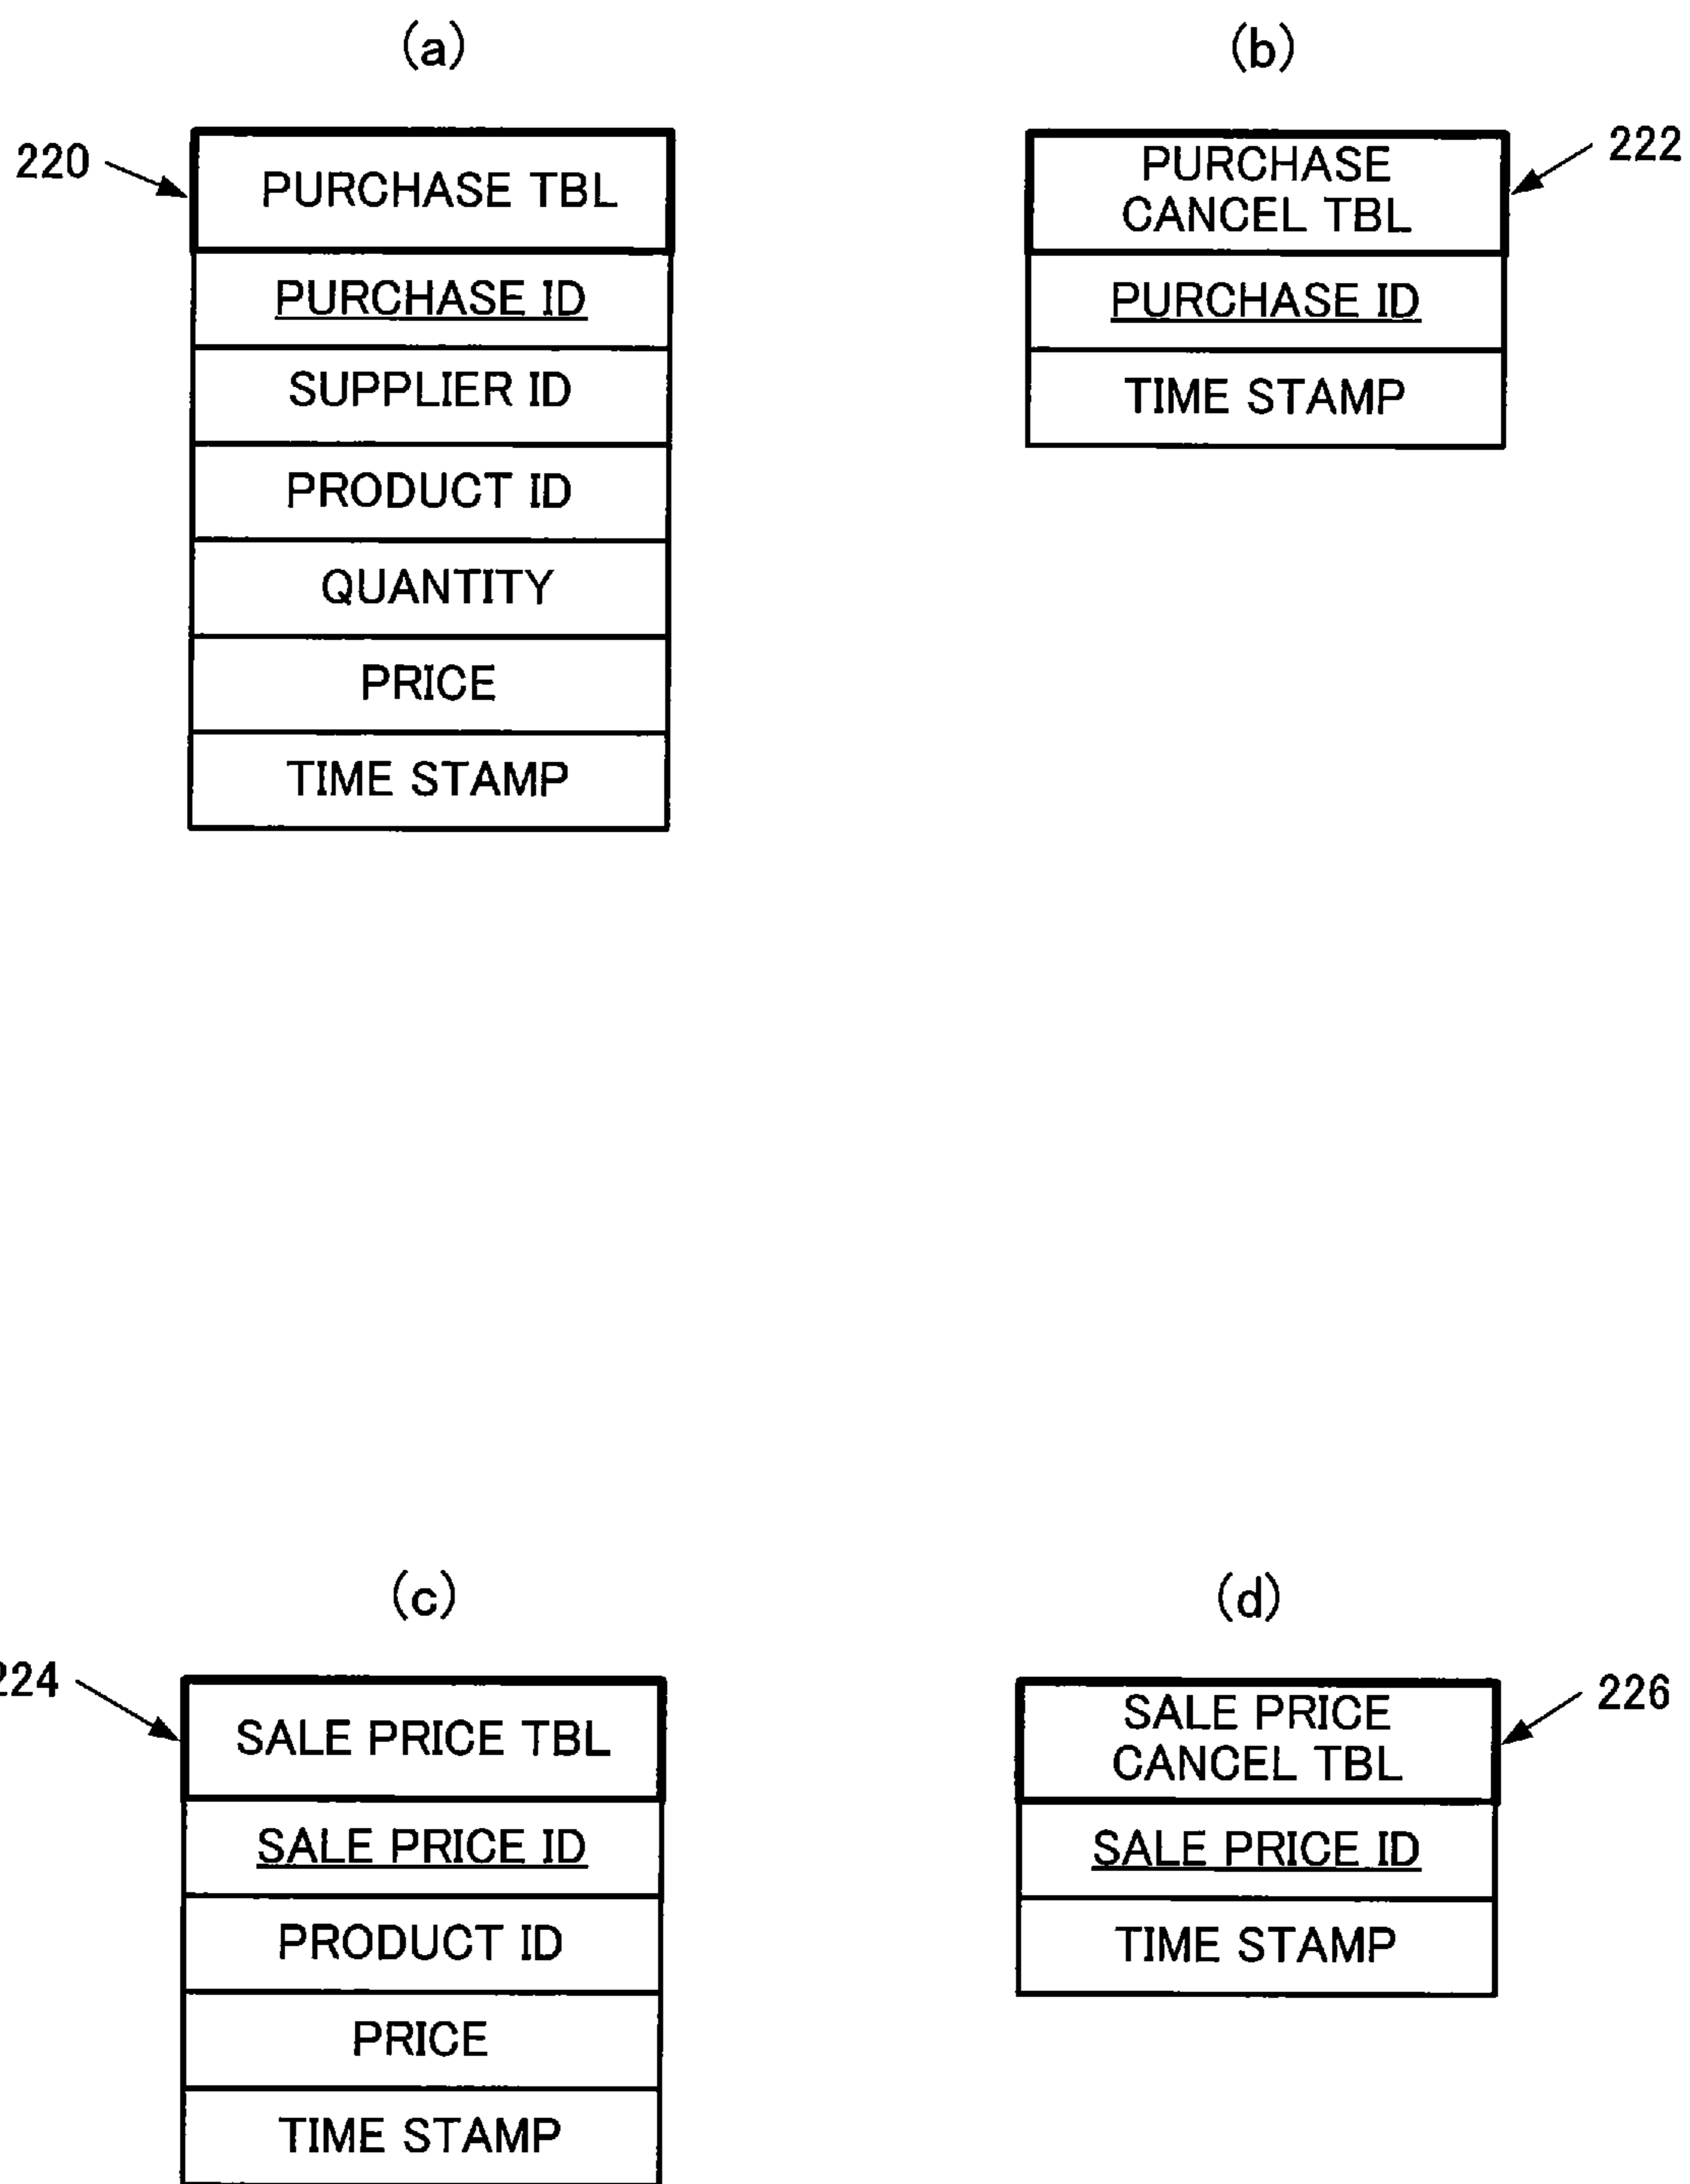 (a)
220
PURCHASE TBL
PURCHASE ID
SUPPLIER ID
PRODUCT ID
QUANTITY
PRICE
TIME STAMP
(b)
222
PURCHASE
CANCEL TBL
PURCHASE ID
TIME STAMP
(c)
224
SALE PRICE TBL
SALE PRICE ID
PRODUCT ID
PRICE
TIME STAMP
(d)
226
SALE PRICE
CANCEL TBL
SALE PRICE ID
TIME STAMP